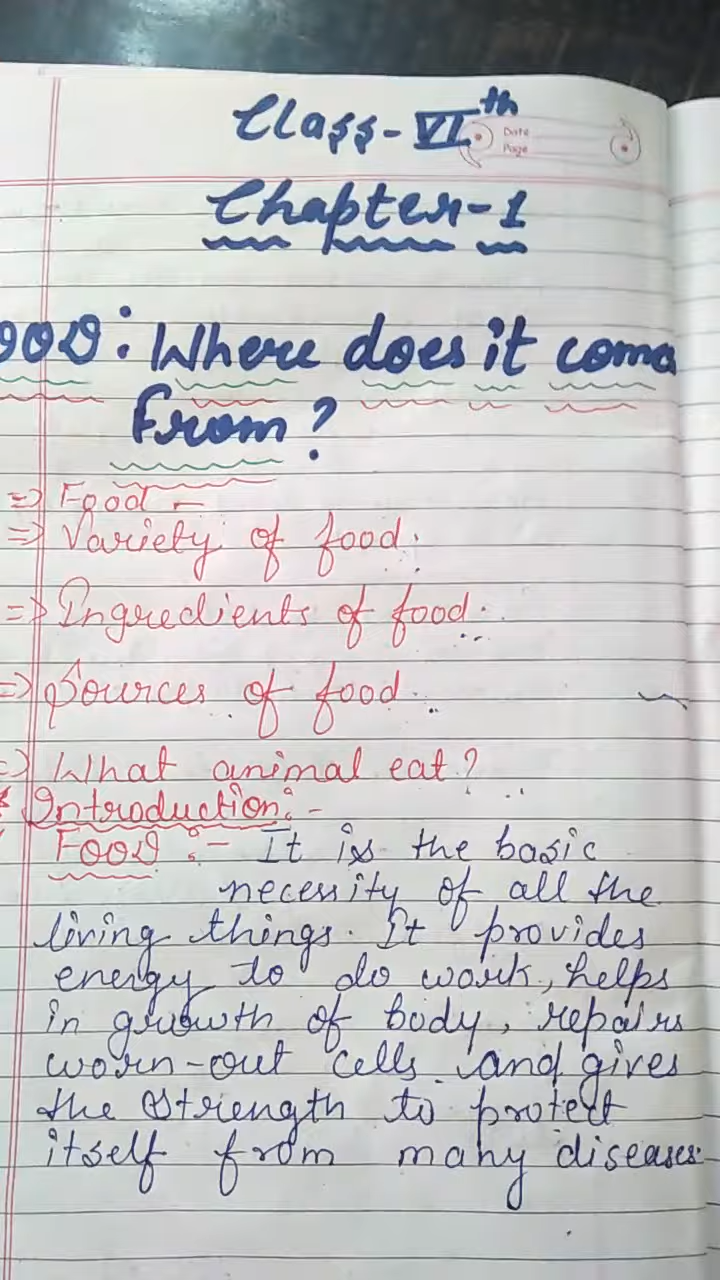 Class-VIth
Date
Page
Chapter-1
OOD: Where does it come
From?
=> Food -
=> Variety of food.
=> Ingredients of food.
=> Sources of food.
=> What animal eat?
* Introduction:-
Food :- It is the basic
necessity of all the
living things. It provides
energy to do work, helps
in growth of body, repairs
worn-out cells and gives
the strength to protect
itself from many diseases.